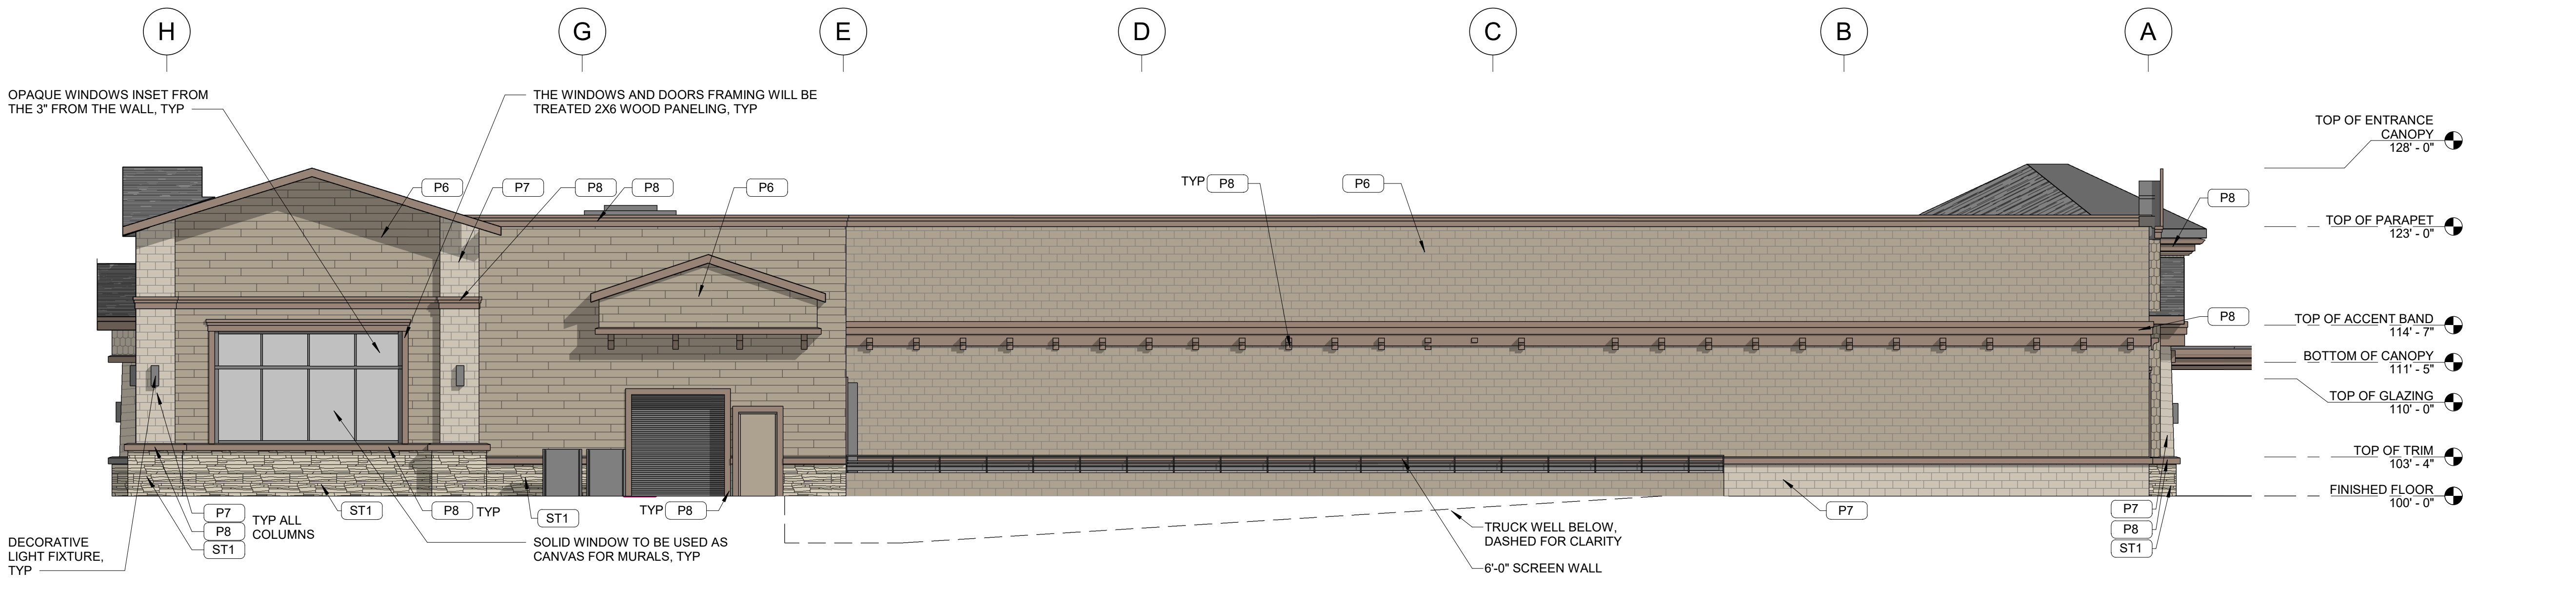 H
G
E
D
C
B
A
OPAQUE WINDOWS INSET FROM
THE 3" FROM THE WALL, TYP
THE WINDOWS AND DOORS FRAMING WILL BE
TREATED 2X6 WOOD PANELING, TYP
TOP OF ENTRANCE
CANOPY
128' - 0"
P6
P7
P8
P8
P6
TYP P8
P6
P8
TOP OF PARAPET
123' - 0"
P8
TOP OF ACCENT BAND
114' - 7"
BOTTOM OF CANOPY
111' - 5"
TOP OF GLAZING
110' - 0"
TOP OF TRIM
103' - 4"
FINISHED FLOOR
100' - 0"
P7
P8
ST1
TYP ALL
COLUMNS
ST1
P8 TYP
ST1
TYP P8
P7
P7
P8
ST1
DECORATIVE
LIGHT FIXTURE,
TYP
SOLID WINDOW TO BE USED AS
CANVAS FOR MURALS, TYP
TRUCK WELL BELOW,
DASHED FOR CLARITY
6'-0" SCREEN WALL